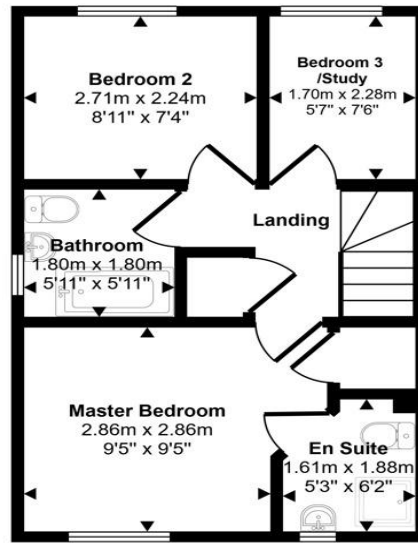 Bedroom 2
2.71m x 2.24m
8'11" x 7'4"
Bedroom 3
/Study
1.70m x 2.28m
5'7" x 7'6"
Landing
Bathroom
1.80m x 1.80m
5'11" x 5'11"
Master Bedroom
2.86m x 2.86m
9'5" x 9'5"
En Suite
1.61m x 1.88m
5'3" x 6'2"